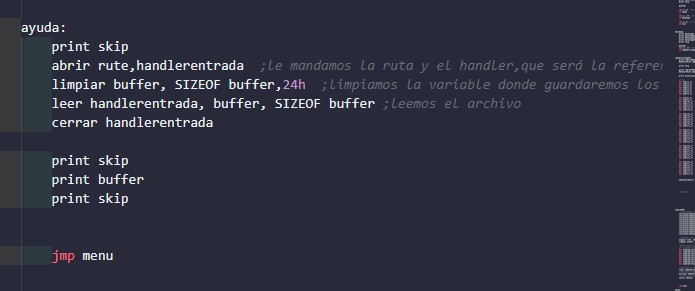 ayuda:
print skip
abrir rute,handlerentrada ;le mandamos la ruta y el handler,que será la
limpiar buffer, SIZEOF buffer,24h ;limpiamos la variable donde guardaremos los
leer handlerentrada, buffer, SIZEOF buffer ;leemos el archivo
cerrar handlerentrada
print skip
print buffer
print skip
jmp menu